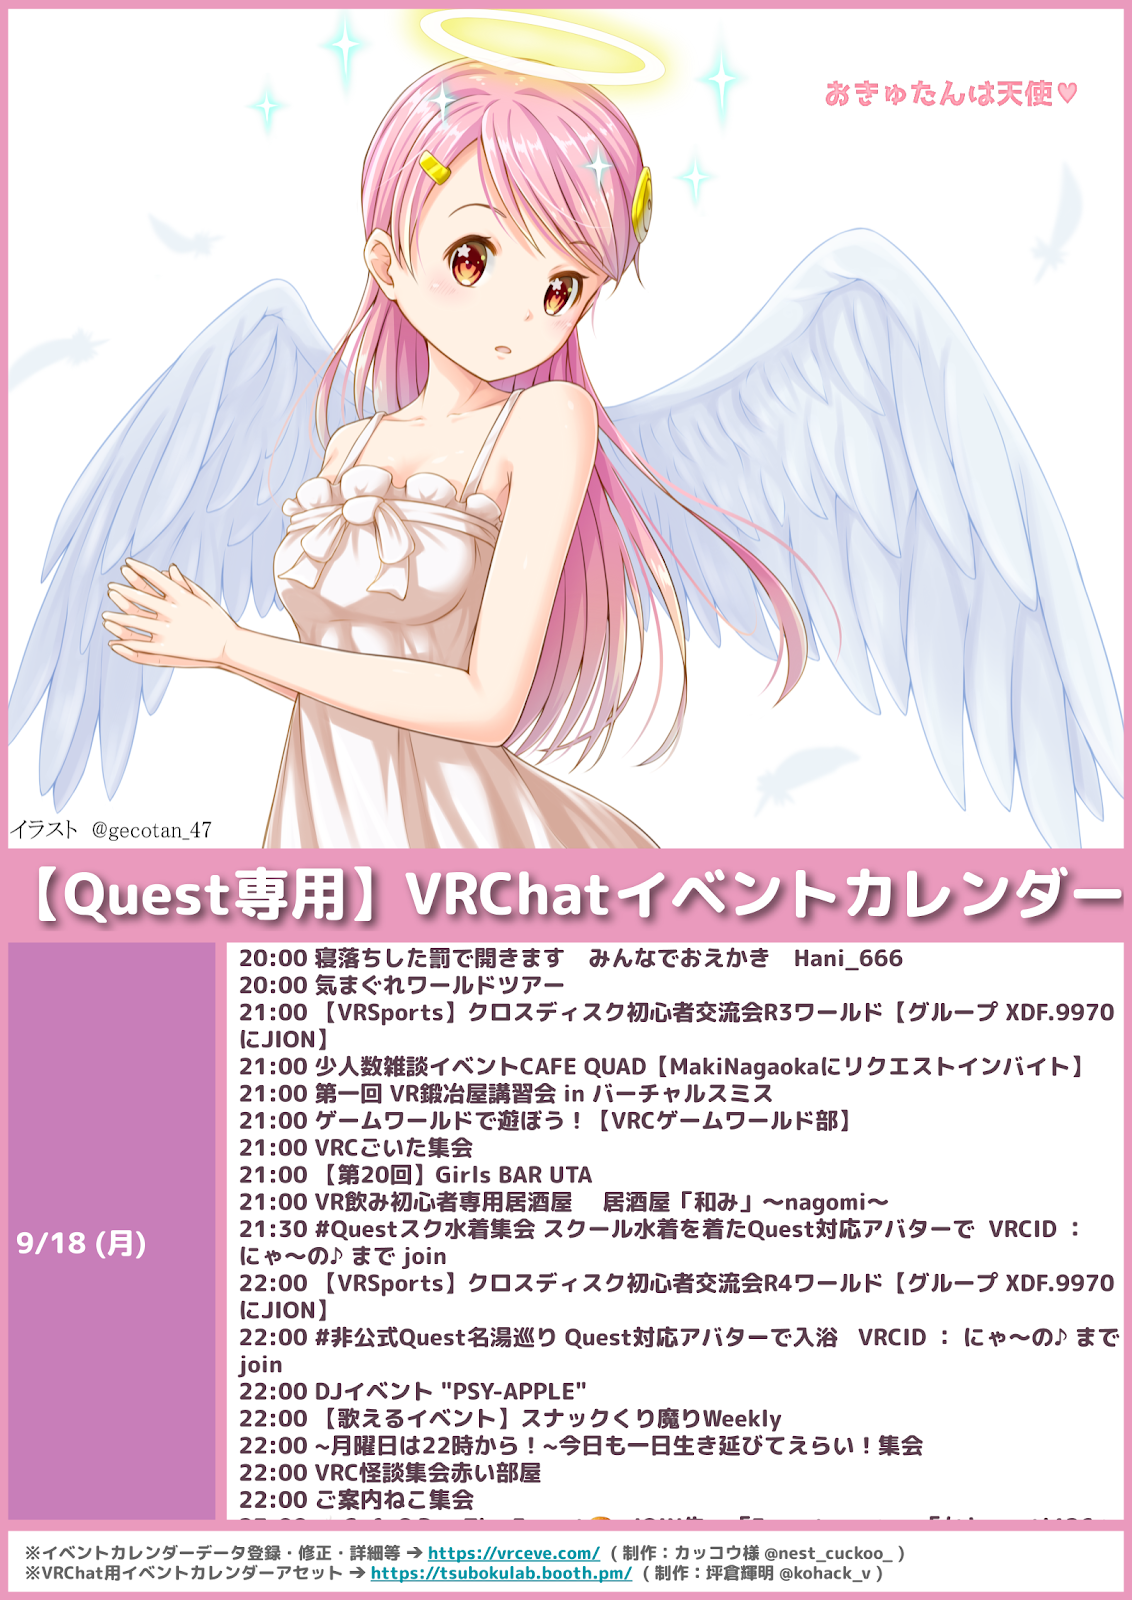 おきゅたんは天使♥
イラスト @gecotan_47
【Quest専用】VRChatイベントカレンダー
9/18 (月)
20:00 寝落ちした罰で開きます　みんなでおえかき　Hani_666
20:00 気まぐれワールドツアー
21:00 【VRSports】クロスディスク初心者交流会R3ワールド【グループ XDF.9970
にJION】
21:00 少人数雑談イベントCAFE QUAD【MakiNagaokaにリクエストインバイト】
21:00 第一回 VR鍛冶屋講習会 in バーチャルスミス
21:00 ゲームワールドで遊ぼう！【VRCゲームワールド部】
21:00 VRCごいた集会
21:00 【第20回】Girls BAR UTA
21:00 VR飲み初心者専用居酒屋　 居酒屋「和み」～nagomi～
21:30 #Questスク水着集会 スクール水着を着たQuest対応アバターで VRCID ：
にゃ～の♪ まで join
22:00 【VRSports】クロスディスク初心者交流会R4ワールド【グループ XDF.9970
にJION】
22:00 #非公式Quest名湯巡り Quest対応アバターで入浴　VRCID ： にゃ～の♪ まで
join
22:00 DJイベント "PSY-APPLE"
22:00 【歌えるイベント】スナックくり魔りWeekly
22:00 ~月曜日は22時から！~今日も一日生き延びてえらい！集会
22:00 VRC怪談集会赤い部屋
22:00 ご案内ねこ集会
※イベントカレンダーデータ登録・修正・詳細等 ➔ https://vrceve.com/ ( 制作：カッコウ様 @nest_cuckoo_ )
※VRChat用イベントカレンダーアセット ➔ https://tsubokulab.booth.pm/ ( 制作：坪倉輝明 @kohack_v )